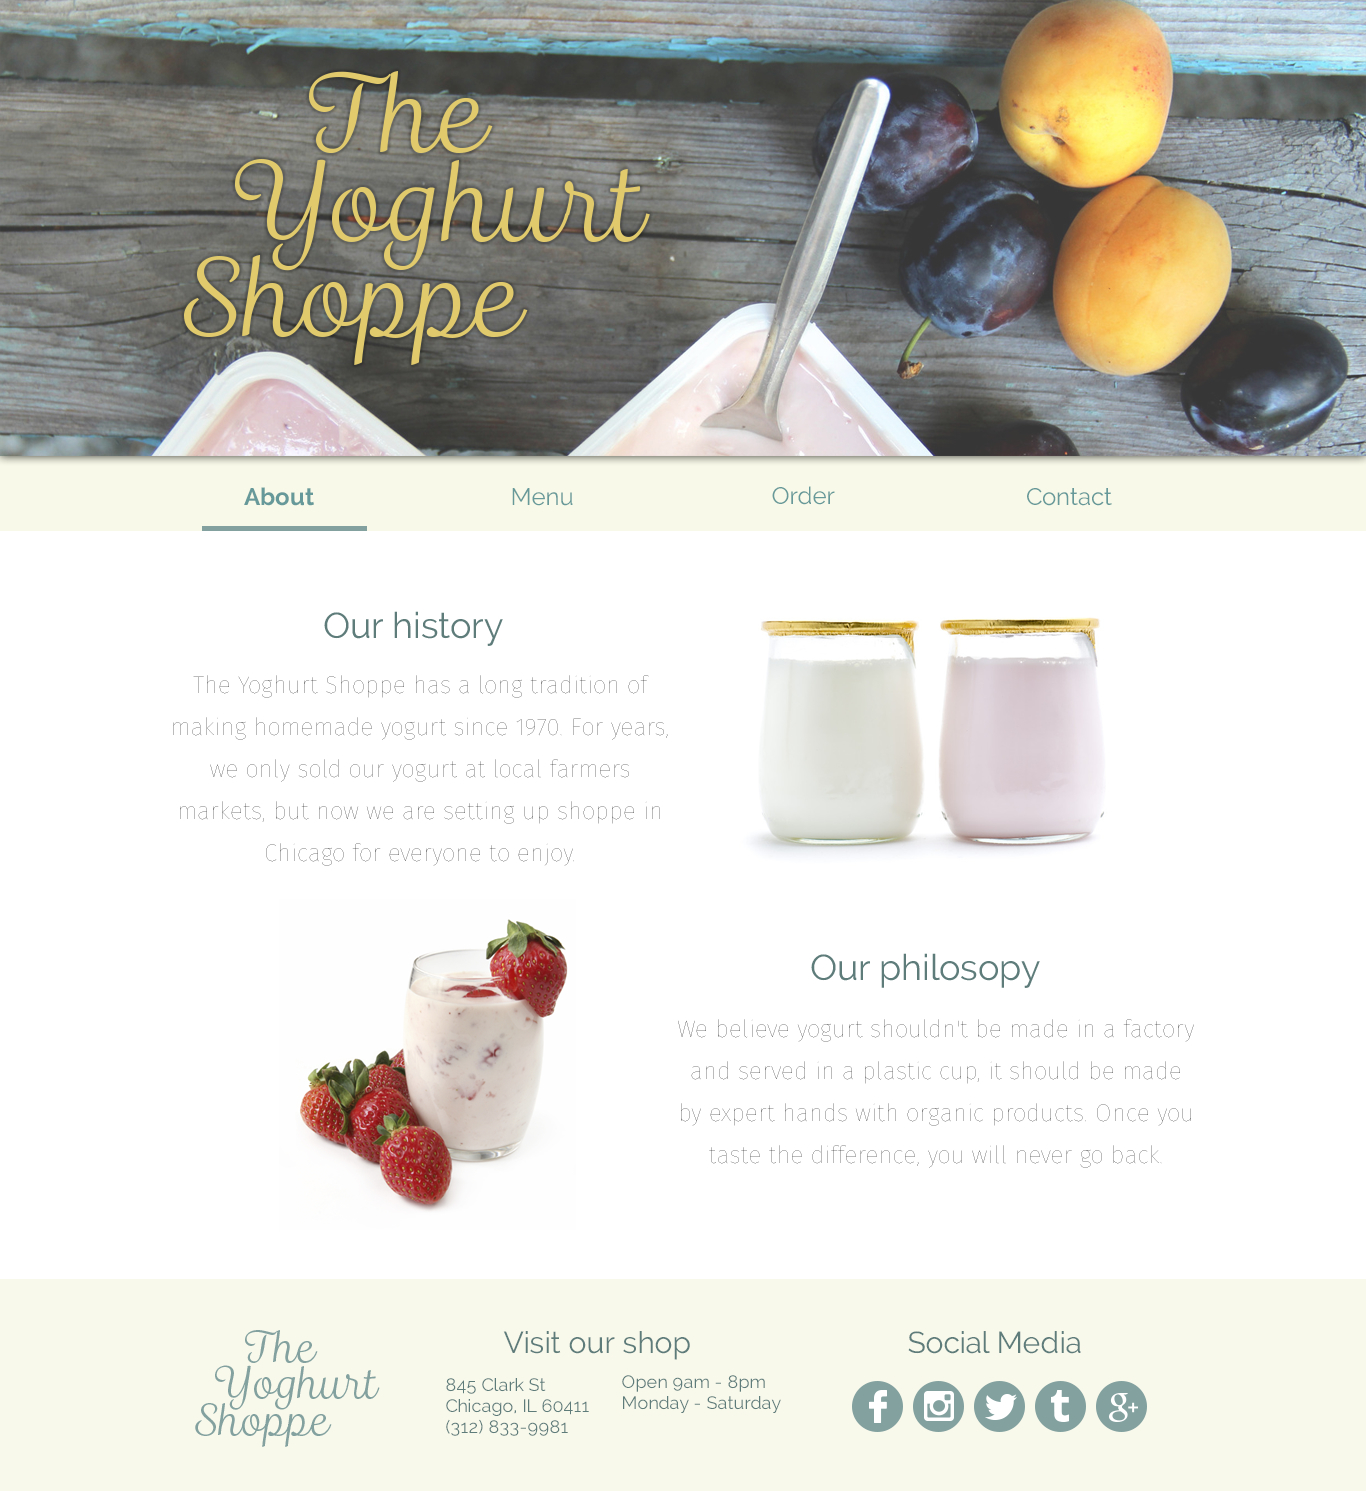 The
Yoghurt
Shoppe
About
Menu
Order
Contact
Our history
The Yoghurt Shoppe has a long tradition of
making homemade yogurt since 1970. For years,
we only sold our yogurt at local farmers
markets, but now we are setting up shoppe in
Chicago for everyone to enjoy.
Our philosopy
We believe yogurt shouldn't be made in a factory
and served in a plastic cup, it should be made
by expert hands with organic products. Once you
taste the difference, you will never go back.
The
Yoghurt
Shoppe
Visit our shop
845 Clark St
Chicago, IL 60411
(312) 833-9981
Open 9am - 8pm
Monday - Saturday
Social Media